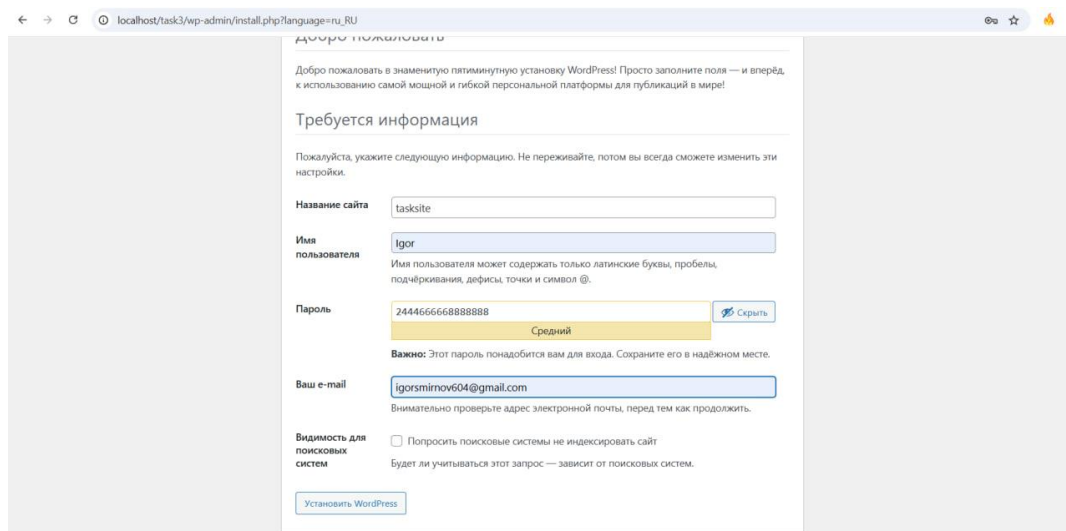 localhost/task3/wp-admin/install.php?language=ru_RU
Добро пожаловать
Добро пожаловать в знаменитую пятиминутную установку WordPress! Просто заполните поля — и вперёд,
к использованию самой мощной и гибкой персональной платформы для публикаций в мире!
Требуется информация
Пожалуйста, укажите следующую информацию. Не переживайте, потом вы всегда сможете изменить эти
настройки.
Название сайта
tasksite
Имя
пользователя
Igor
Имя пользователя может содержать только латинские буквы, пробелы,
подчёркивания, дефисы, точки и символ @.
Пароль
2444666668888888
Скрыть
Средний
Важно: Этот пароль понадобится вам для входа. Сохраните его в надёжном месте.
Ваш e-mail
igorsmirnov604@gmail.com
Внимательно проверьте адрес электронной почты, перед тем как продолжить.
Видимость для
поисковых
систем
Попросить поисковые системы не индексировать сайт
Будет ли учитываться этот запрос — зависит от поисковых систем.
Установить WordPress